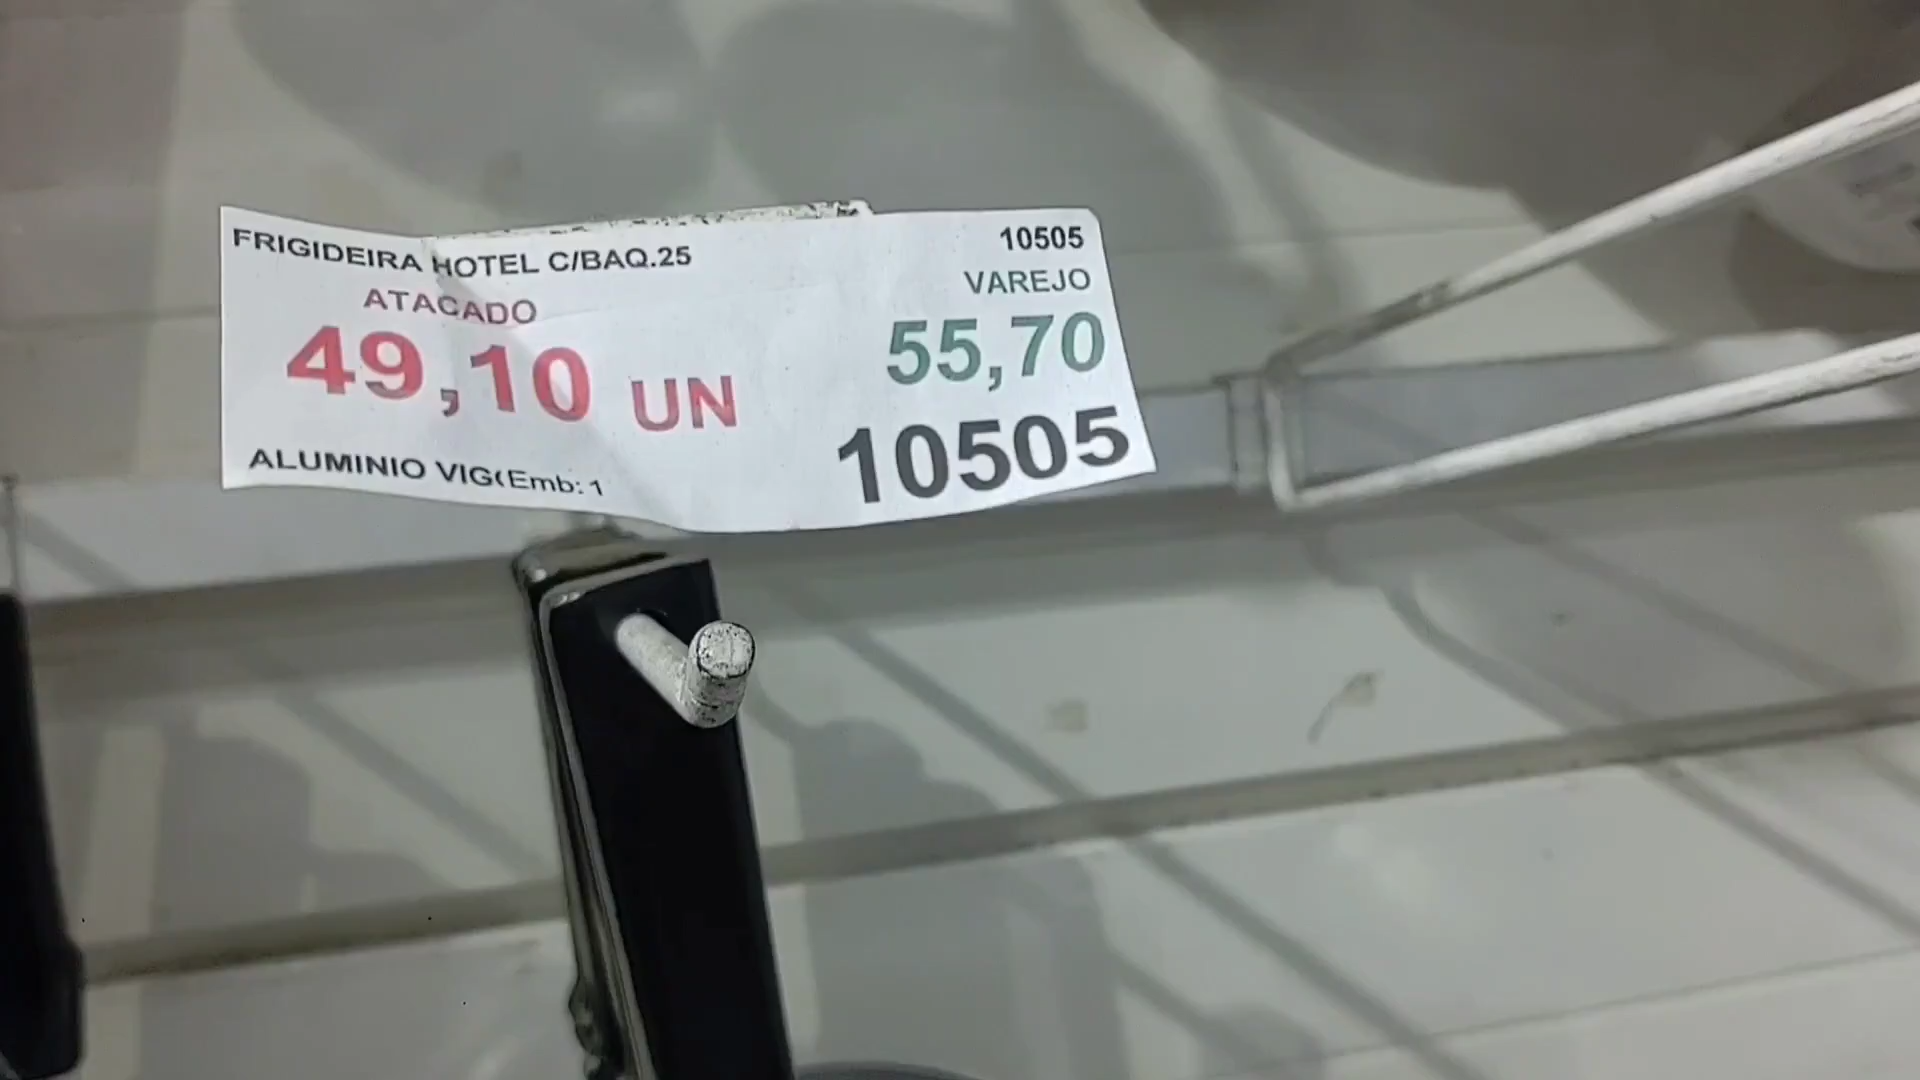 FRIGIDEIRA HOTEL C/BAQ.25
10505
ATACADO
VAREJO
49,10 UN
55,70
ALUMINIO VIG(Emb: 1
10505